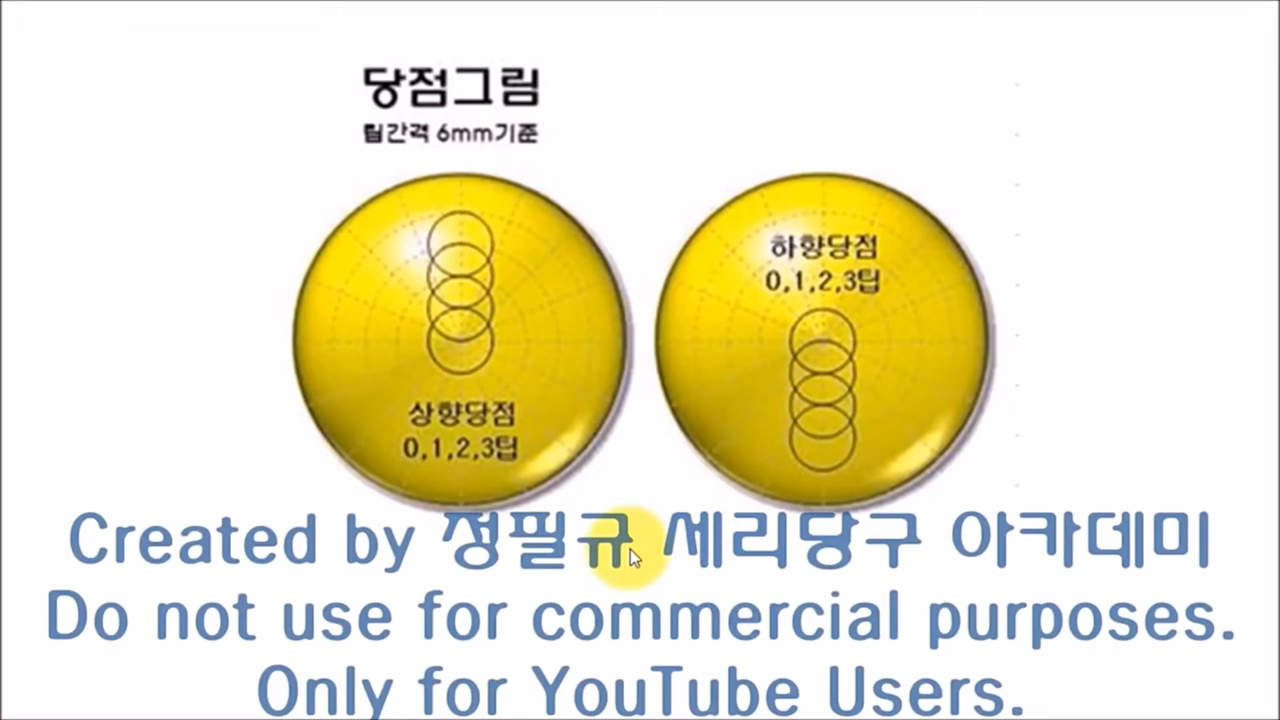 당점그림
팁간격 6mm기준
하향당점
0,1,2,3팁
상향당점
0,1,2,3팁
Created by 정필규 세리당구 아카데미
Do not use for commercial purposes.
Only for YouTube Users.